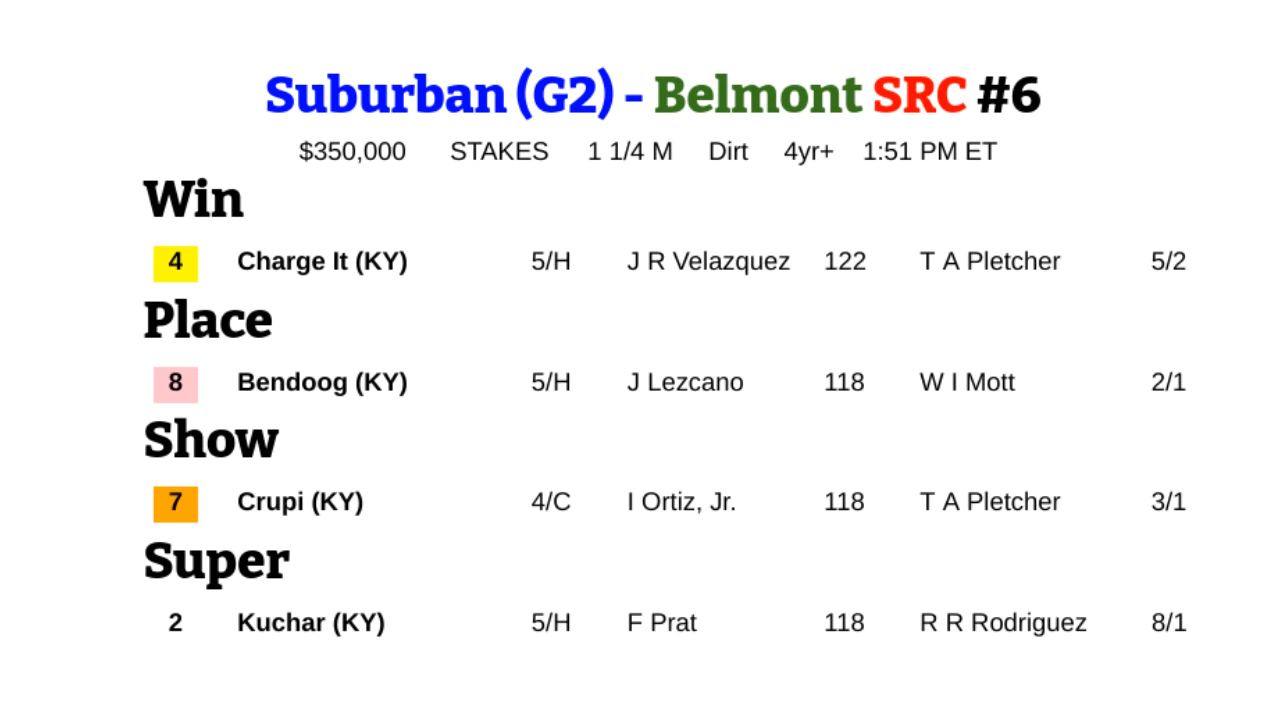 Suburban (G2) - Belmont SRC #6
$350,000 STAKES 1 1/4 M Dirt 4yr+ 1:51 PM ET
Win
4 Charge It (KY) 5/H J R Velazquez 122 T A Pletcher 5/2
Place
8 Bendoog (KY) 5/H J Lezcano 118 W I Mott 2/1
Show
7 Crupi (KY) 4/C I Ortiz, Jr. 118 T A Pletcher 3/1
Super
2 Kuchar (KY) 5/H F Prat 118 R R Rodriguez 8/1